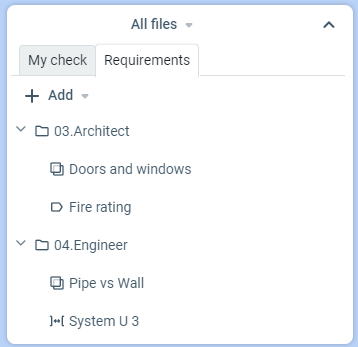 All files
My check Requirements
Add
03.Architect
Doors and windows
Fire rating
04.Engineer
Pipe vs Wall
System U 3